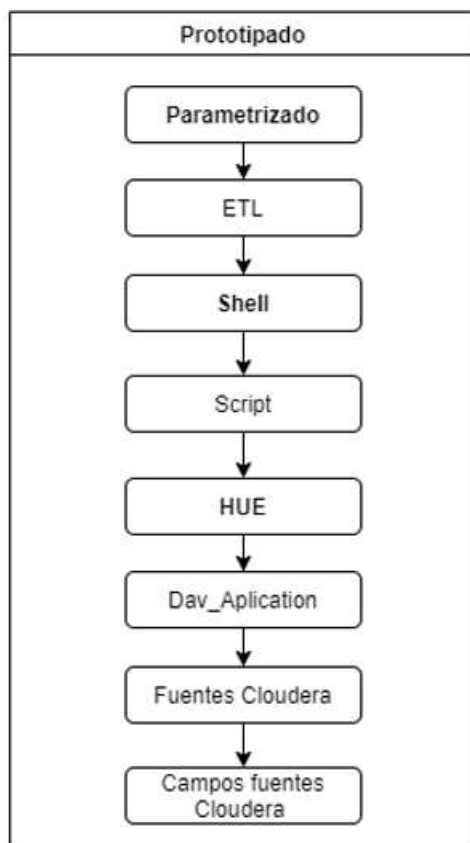 Prototipado
Parametrizado
ETL
Shell
Script
HUE
Dav_Aplication
Fuentes Cloudera
Campos fuentes
Cloudera